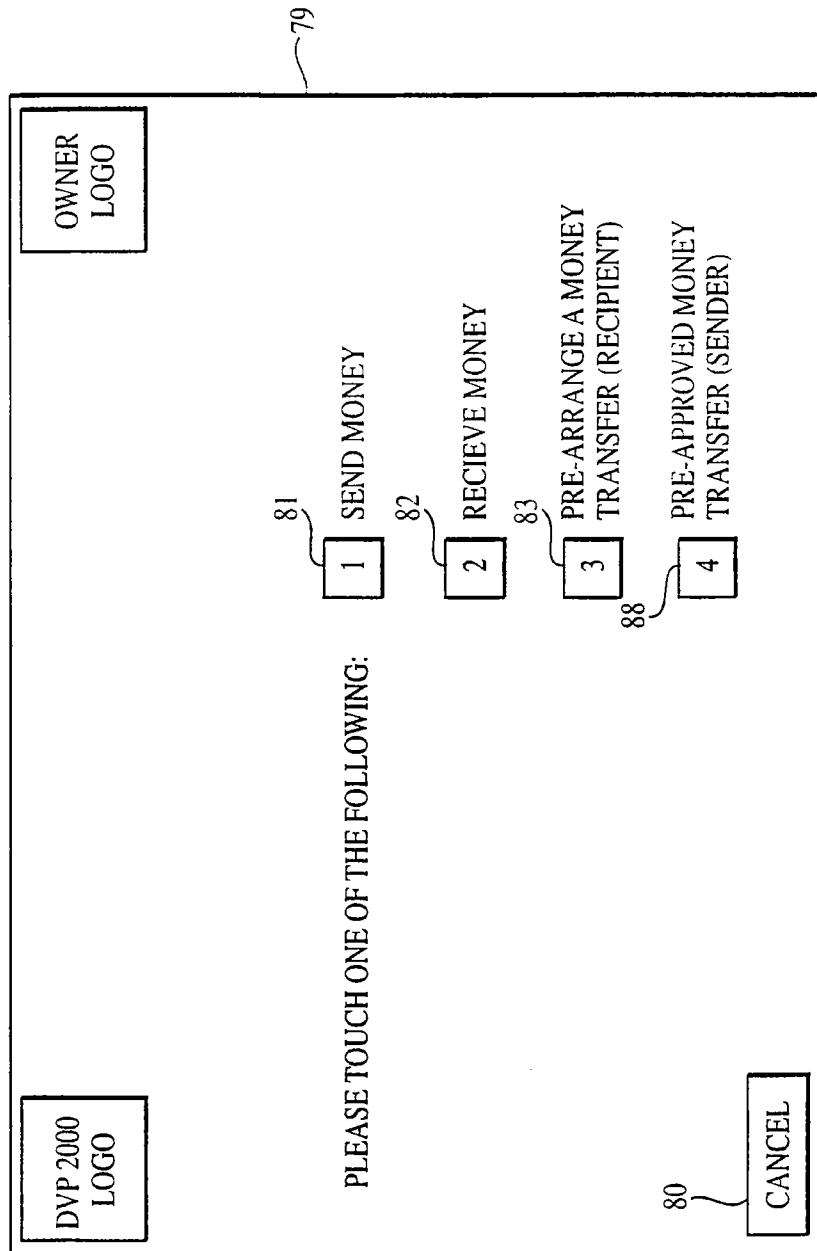 DVP 2000
LOGO
OWNER
LOGO
79
PLEASE TOUCH ONE OF THE FOLLOWING:
81
1 SEND MONEY
82
2 RECIEVE MONEY
83
3 PRE-ARRANGE A MONEY
TRANSFER (RECIPIENT)
88
4 PRE-APPROVED MONEY
TRANSFER (SENDER)
80
CANCEL